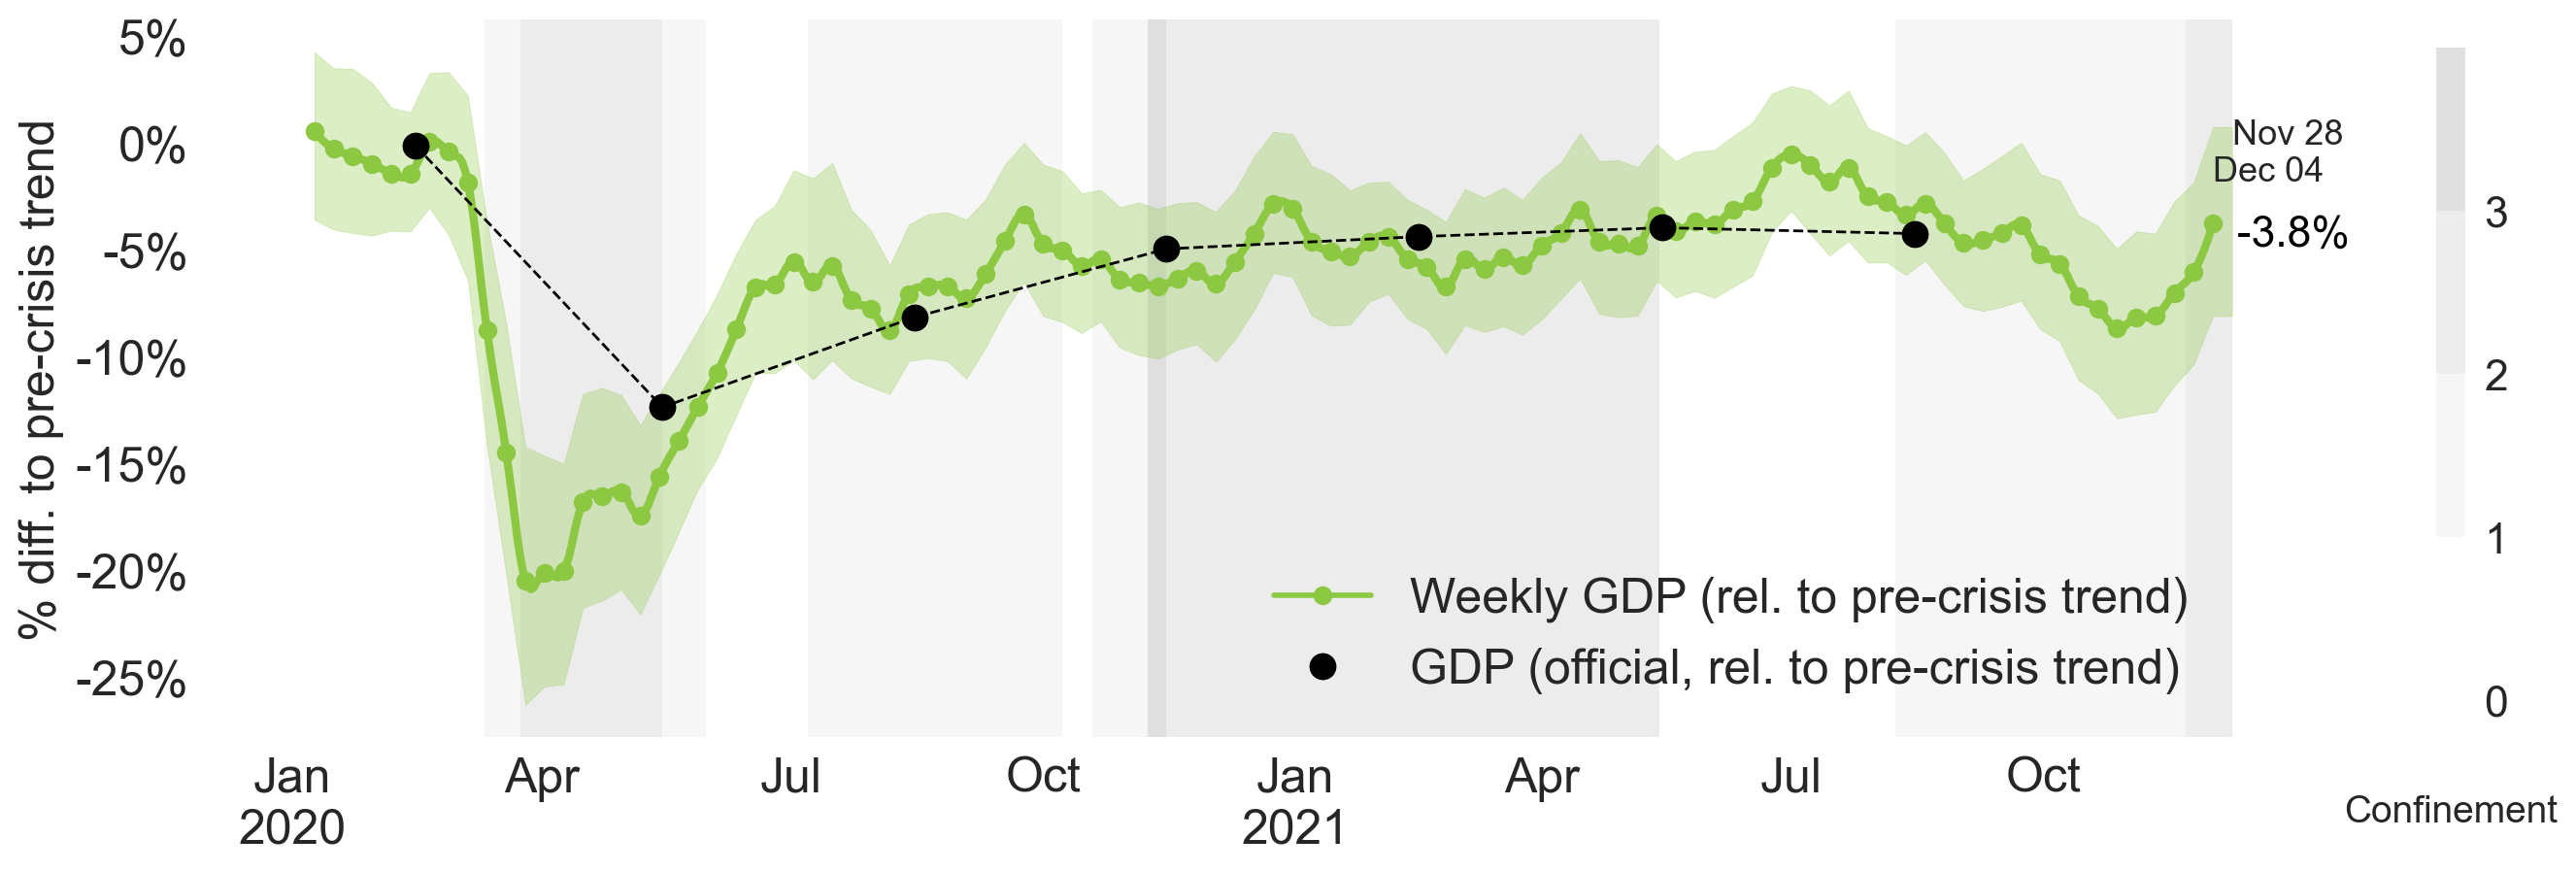 % diff. to pre-crisis trend
5%
0%
-5%
-10%
-15%
-20%
-25%
Jan
2020
Apr
Jul
Oct
Jan
2021
Apr
Jul
Oct
Nov 28
Dec 04
-3.8%
Weekly GDP (rel. to pre-crisis trend)
GDP (official, rel. to pre-crisis trend)
3
2
1
0
Confinement